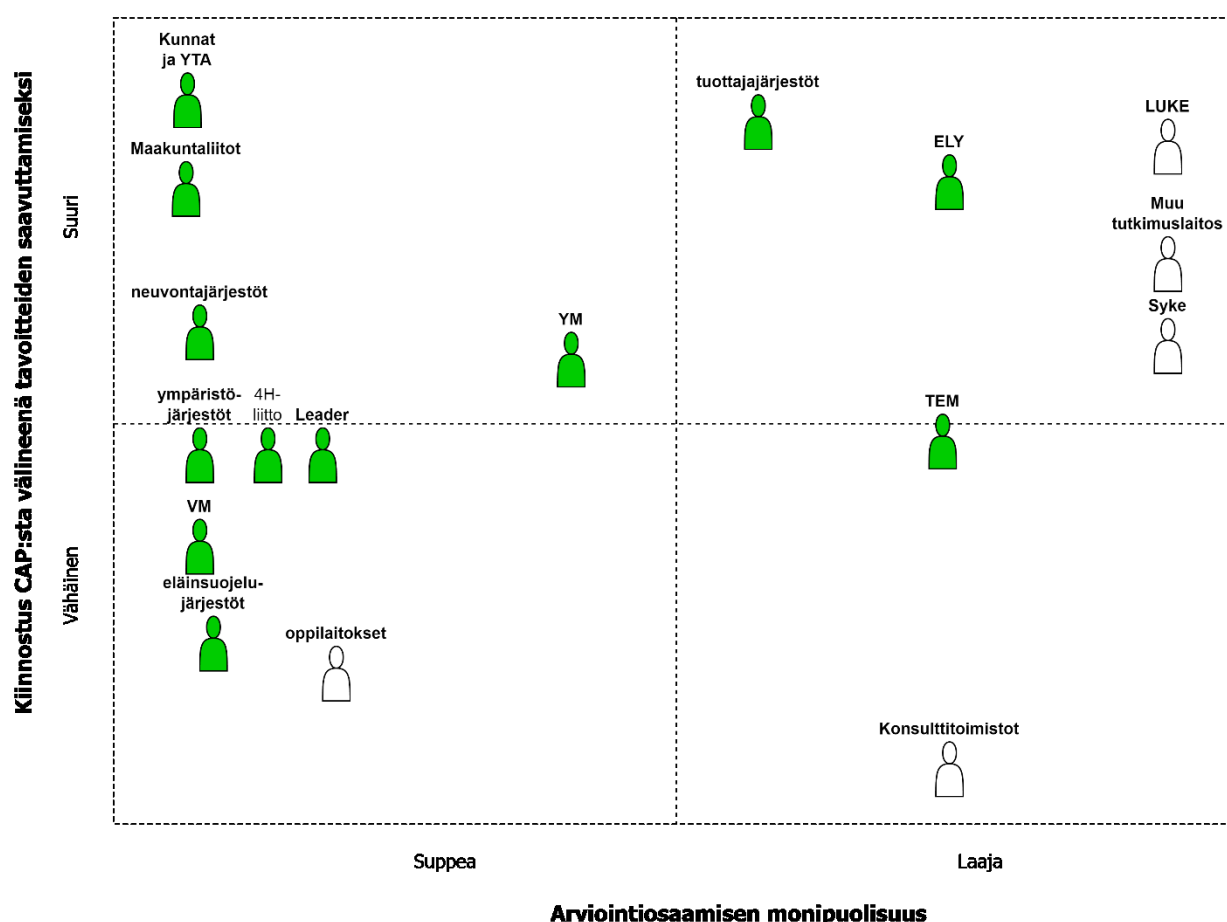 Kiinnostus CAP:sta välineenä tavoitteiden saavuttamiseksi
Suuri
Vähäinen
Kunnat
ja YTA
tuottajajärjestöt
LUKE
ELY
Maakuntaliitot
Muu
tutkimuslaitos
neuvontajärjestöt
Syke
YM
ympäristö-
järjestöt
4H-
liitto
Leader
TEM
VM
eläinsuojelu-
järjestöt
oppilaitokset
Konsulttitoimistot
Suppea
Laaja
Arviointiosaamisen monipuolisuus